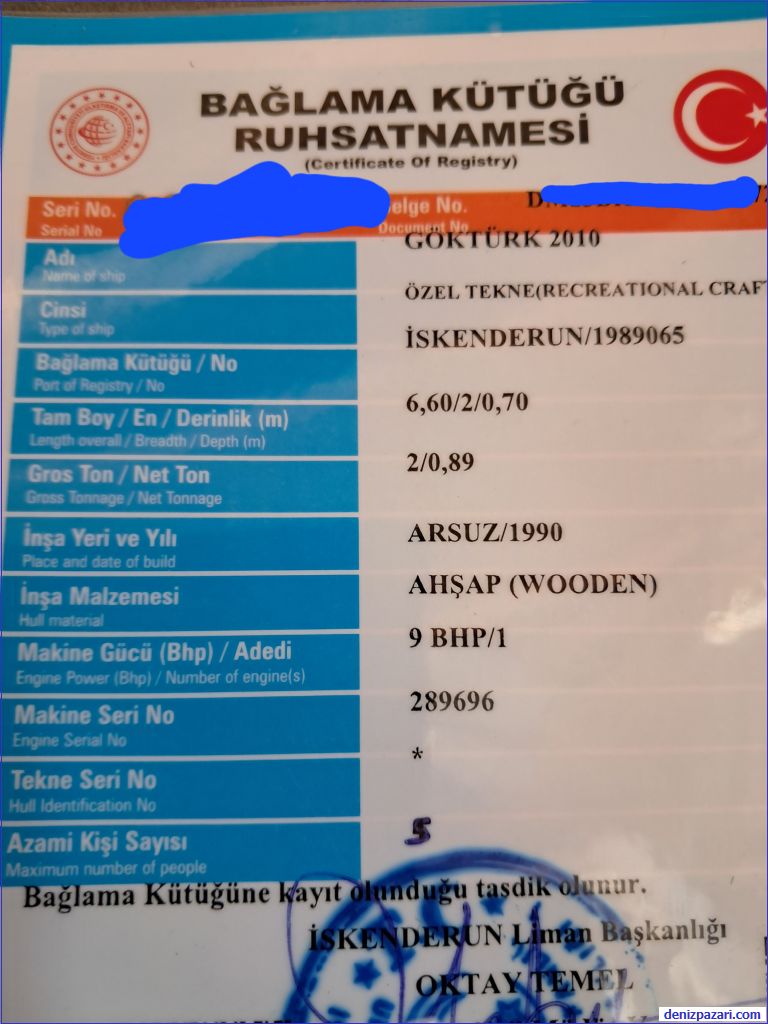 BAĞLAMA KÜTÜĞÜ
RUHSATNAMESİ
(Certificate Of Registry)
Seri No.
Serial No
elge No.
Document No
Adı
Name of ship
GÖKTÜRK 2010
Cinsi
Type of ship
ÖZEL TEKNE(RECREATIONAL CRAF
Bağlama Kütüğü / No
Port of Registry / No
İSKENDERUN/1989065
Tam Boy / En / Derinlik (m)
Length overall / Breadth / Depth (m)
6,60/2/0,70
Gros Ton / Net Ton
Gross Tonnage / Net Tonnage
2/0,89
İnşa Yeri ve Yılı
Place and date of build
ARSUZ/1990
İnşa Malzemesi
Hull material
AHŞAP (WOODEN)
Makine Gücü (Bhp) / Adedi
Engine Power (Bhp) / Number of engine(s)
9 BHP/1
Makine Seri No
Engine Serial No
289696
Tekne Seri No
Hull Identification No
*
Azami Kişi Sayısı
Maximum number of people
5
Bağlama Kütüğüne kayıt olunduğu tasdik olunur.
İSKENDERUN Liman Başkanlığı
OKTAY TEMEL
denizpazari.com